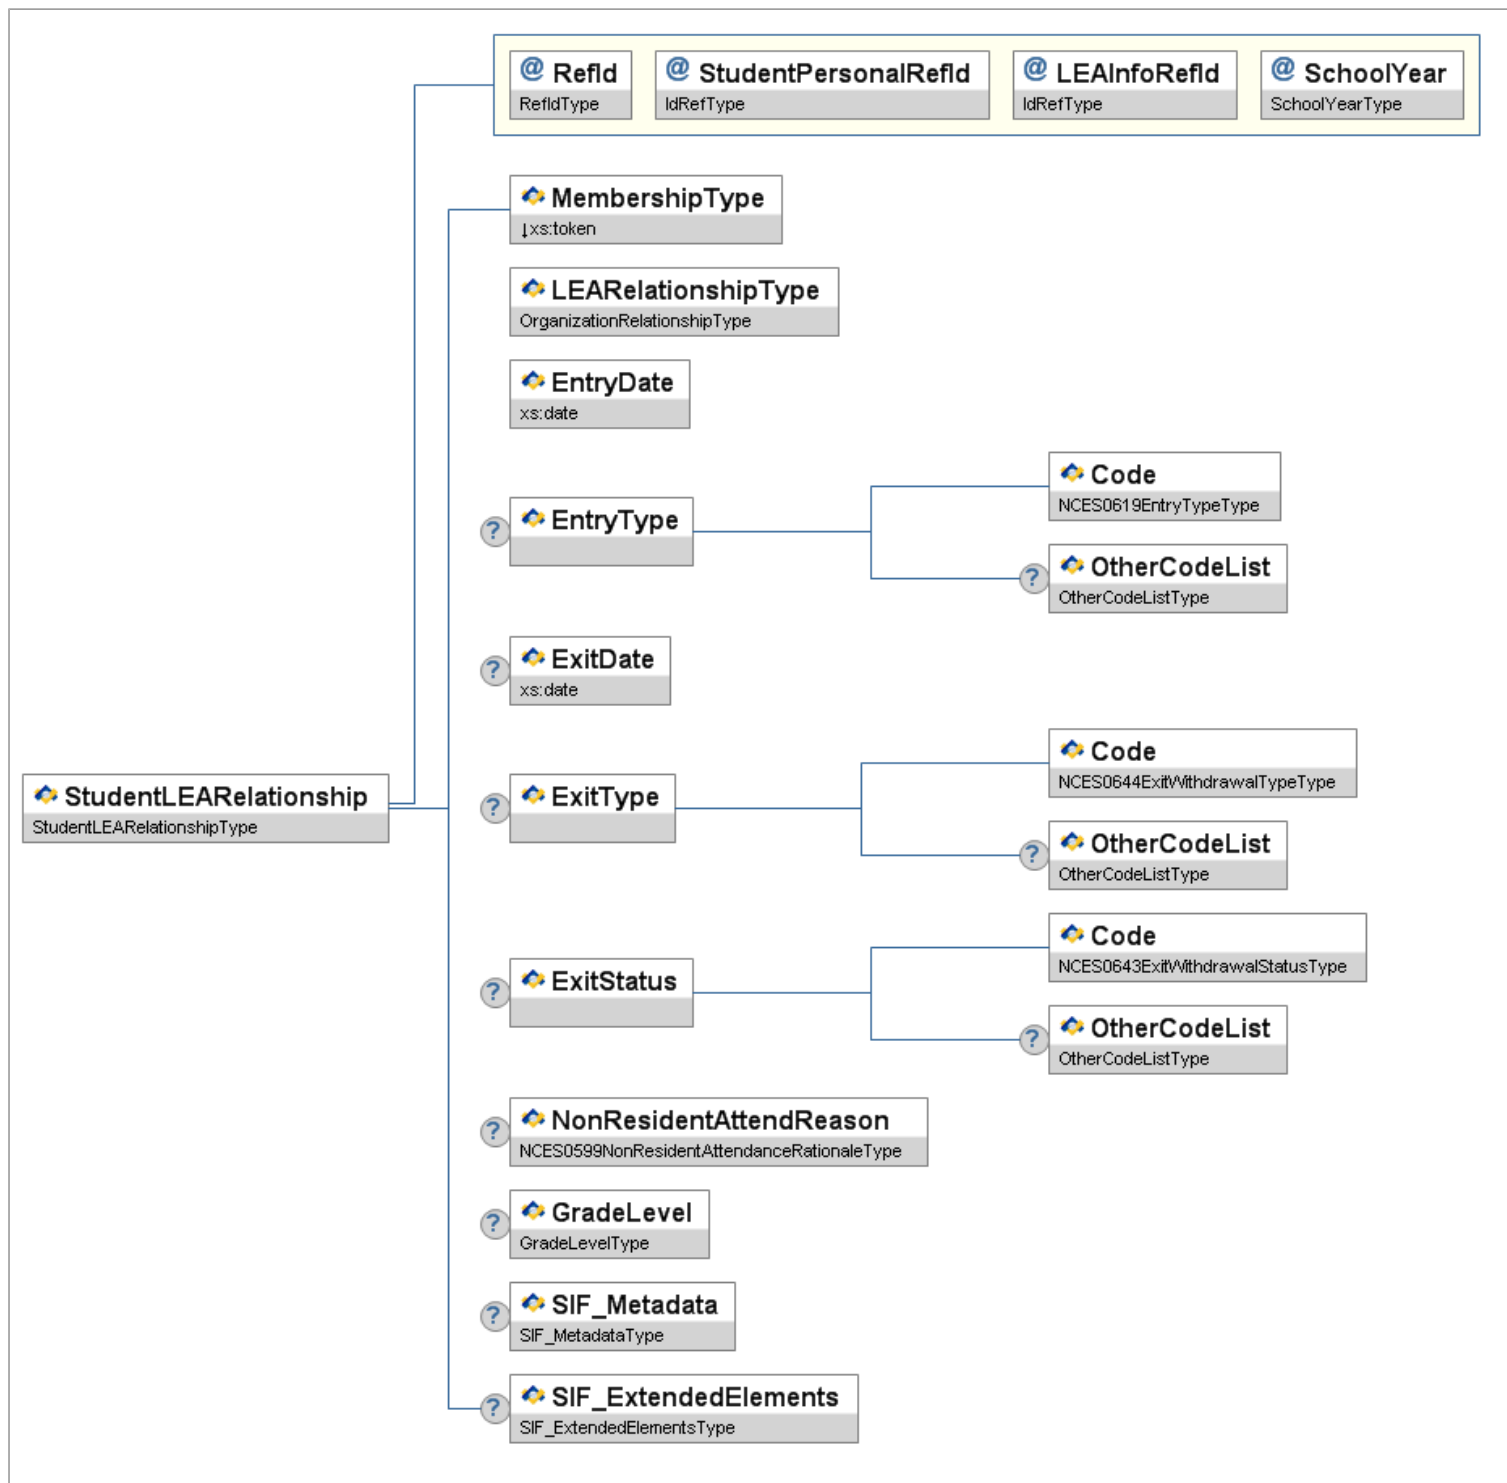 @ RefId
RefIdType
@ StudentPersonalRefId
IdRefType
@ LEAInfoRefId
IdRefType
@ SchoolYear
SchoolYearType
MembershipType
↓xs:token
LEARelationshipType
OrganizationRelationshipType
EntryDate
xs:date
? EntryType
Code
NCES0619EntryTypeType
? OtherCodeList
OtherCodeListType
? ExitDate
xs:date
StudentLEARelationship
StudentLEARelationshipType
? ExitType
Code
NCES0644ExitWithdrawalTypeType
? OtherCodeList
OtherCodeListType
? ExitStatus
Code
NCES0643ExitWithdrawalStatusType
? OtherCodeList
OtherCodeListType
? NonResidentAttendReason
NCES0599NonResidentAttendanceRationaleType
? GradeLevel
GradeLevelType
? SIF_Metadata
SIF_MetadataType
? SIF_ExtendedElements
SIF_ExtendedElementsType